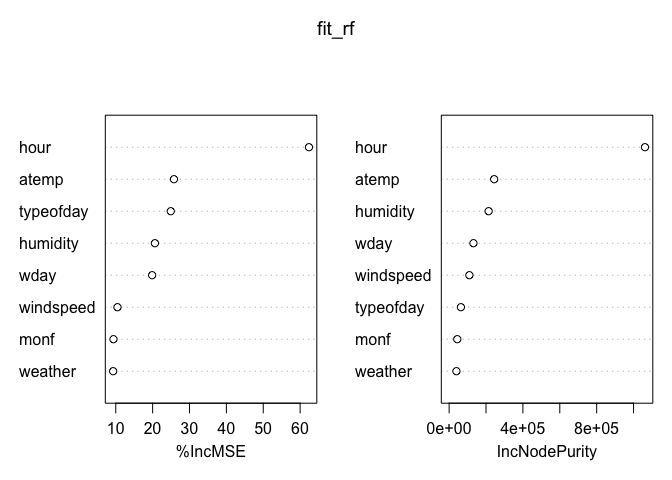 fit_rf
hour
atemp
typeofday
humidity
wday
windspeed
monf
weather
10 20 30 40 50 60
%IncMSE
hour
atemp
humidity
wday
windspeed
typeofday
monf
weather
0e+00 4e+05 8e+05
IncNodePurity